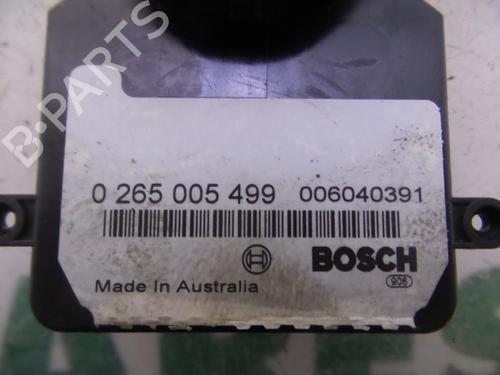 B-PARTS
0 265 005 499 006040391
BOSCH
906
Made In Australia